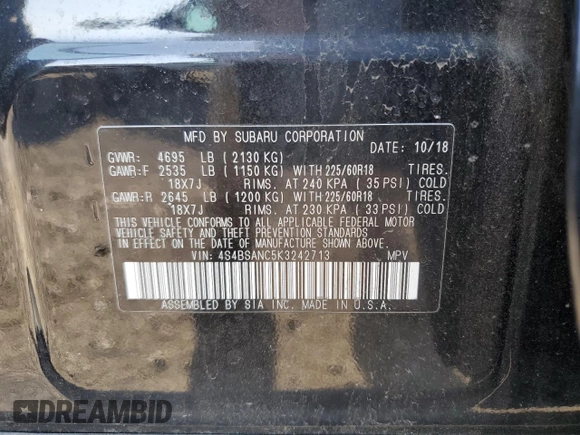 MFD BY SUBARU CORPORATION
DATE: 10/18
GVWR: 4695 LB (2130 KG)
GAWR:F 2535 LB (1150 KG) WITH 225/60R18 TIRES.
18X7J RIMS. AT 240 KPA (35 PSI) COLD
GAWR:R 2645 LB (1200 KG) WITH 225/60R18 TIRES.
18X7J RIMS. AT 230 KPA (33 PSI) COLD
THIS VEHICLE CONFORMS TO ALL APPLICABLE FEDERAL MOTOR
VEHICLE SAFETY AND THEFT PREVENTION STANDARDS
IN EFFECT ON THE DATE OF MANUFACTURE SHOWN ABOVE.
VIN: 4S4BSANC5K3242713 MPV
ASSEMBLED BY SIA INC. MADE IN U.S.A.
DREAMBID